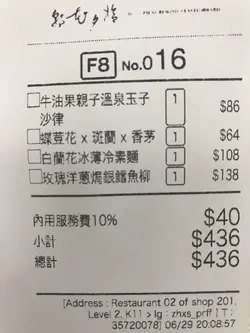 F8 No.016
牛油果親子溫泉玉子 1 $86
沙律
蝶荳花 x 斑蘭 x 香茅 1 $64
白蘭花冰薄冷素麵 1 $108
玫瑰洋蔥焗銀鱈魚柳 1 $138
內用服務費10% $40
小計 $436
總計 $436
[Address : Restaurant 02 of shop 201,
Level 2, K11 > Ig : zhxs_prff ] T :
35720078] 06/29 20:08:57